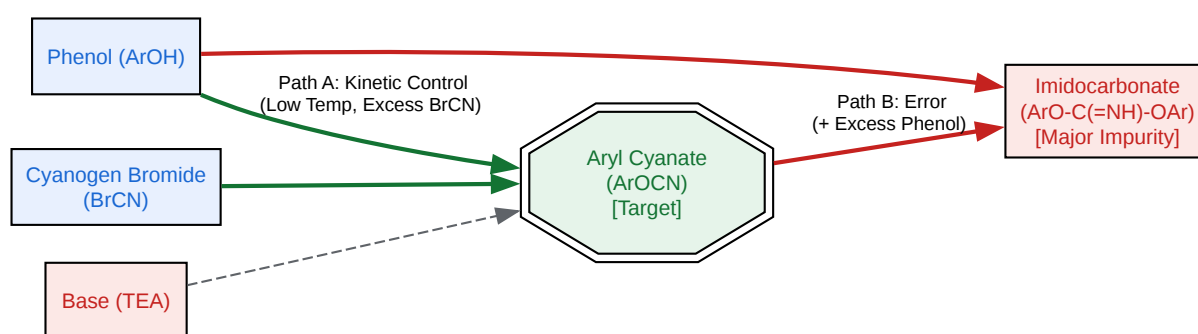 Phenol (ArOH)
Path A: Kinetic Control
(Low Temp, Excess BrCN)
Cyanogen Bromide
(BrCN)
Base (TEA)
Aryl Cyanate
(ArOCN)
[Target]
Path B: Error
(+ Excess Phenol)
Imidocarbonate
(ArO-C(=NH)-OAr)
[Major Impurity]